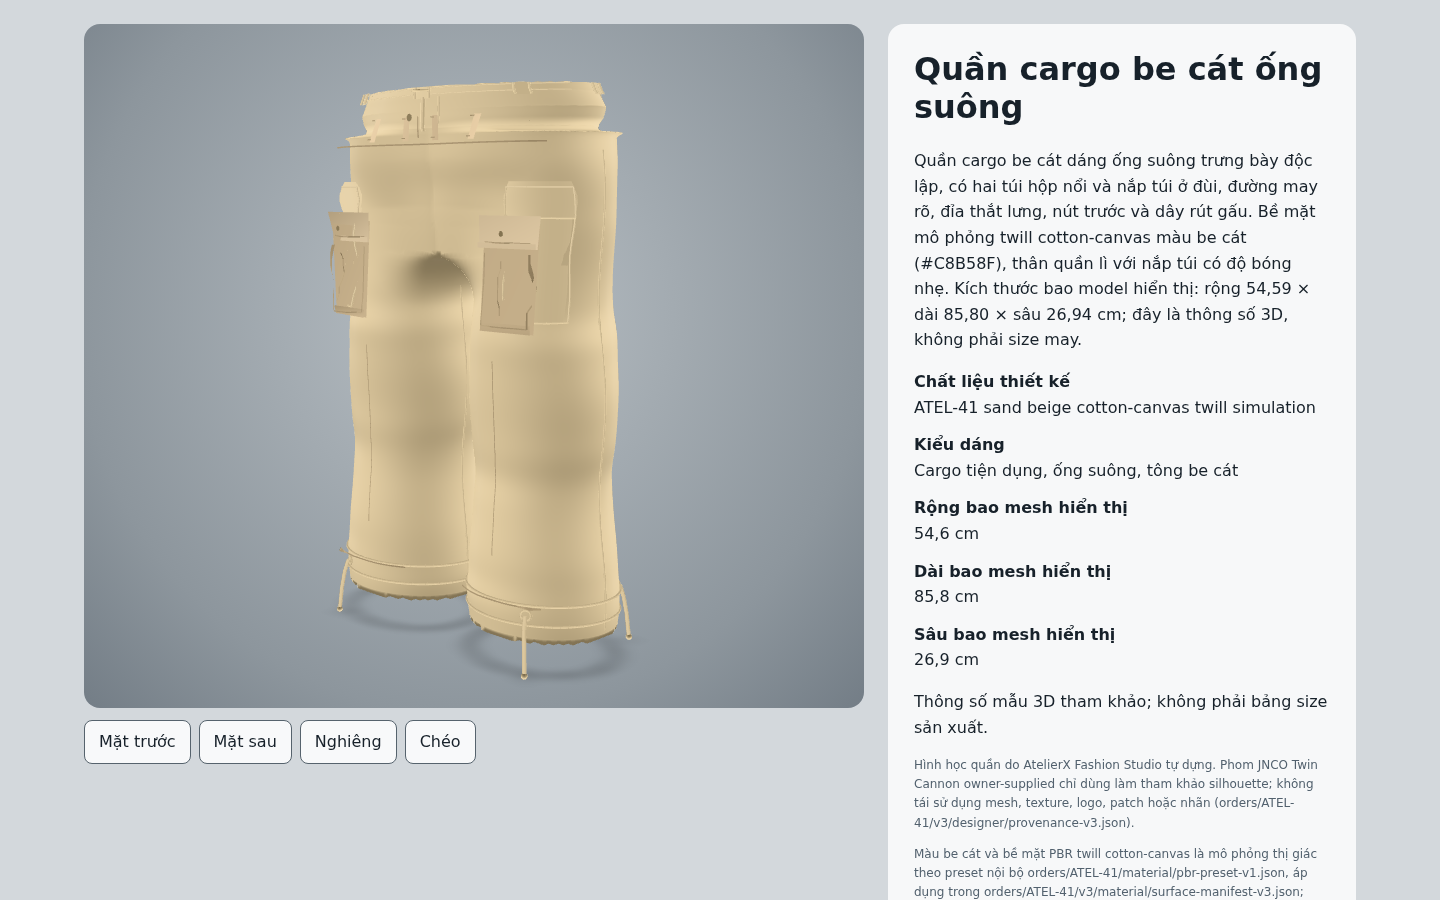 Quần cargo be cát ống
suông
Quần cargo be cát dáng ống suông trưng bày độc
lập, có hai túi hộp nổi và nắp túi ở đùi, đường may
rõ, đỉa thắt lưng, nút trước và dây rút gấu. Bề mặt
mô phỏng twill cotton-canvas màu be cát
(#C8B58F), thân quần lì với nắp túi có độ bóng
nhẹ. Kích thước bao model hiển thị: rộng 54,59 ×
dài 85,80 × sâu 26,94 cm; đây là thông số 3D,
không phải size may.
Chất liệu thiết kế
ATEL-41 sand beige cotton-canvas twill simulation
Kiểu dáng
Cargo tiện dụng, ống suông, tông be cát
Rộng bao mesh hiển thị
54,6 cm
Dài bao mesh hiển thị
85,8 cm
Sâu bao mesh hiển thị
26,9 cm
Thông số mẫu 3D tham khảo; không phải bảng size
sản xuất.
Hình học quần do AtelierX Fashion Studio tự dựng. Phom JNCO Twin
Cannon owner-supplied chỉ dùng làm tham khảo silhouette; không
tái sử dụng mesh, texture, logo, patch hoặc nhãn (orders/ATEL-
41/v3/designer/provenance-v3.json).
Màu be cát và bề mặt PBR twill cotton-canvas là mô phỏng thị giác
theo preset nội bộ orders/ATEL-41/material/pbr-preset-v1.json, áp
dụng trong orders/ATEL-41/v3/material/surface-manifest-v3.json;
Mặt trước
Mặt sau
Nghiêng
Chéo